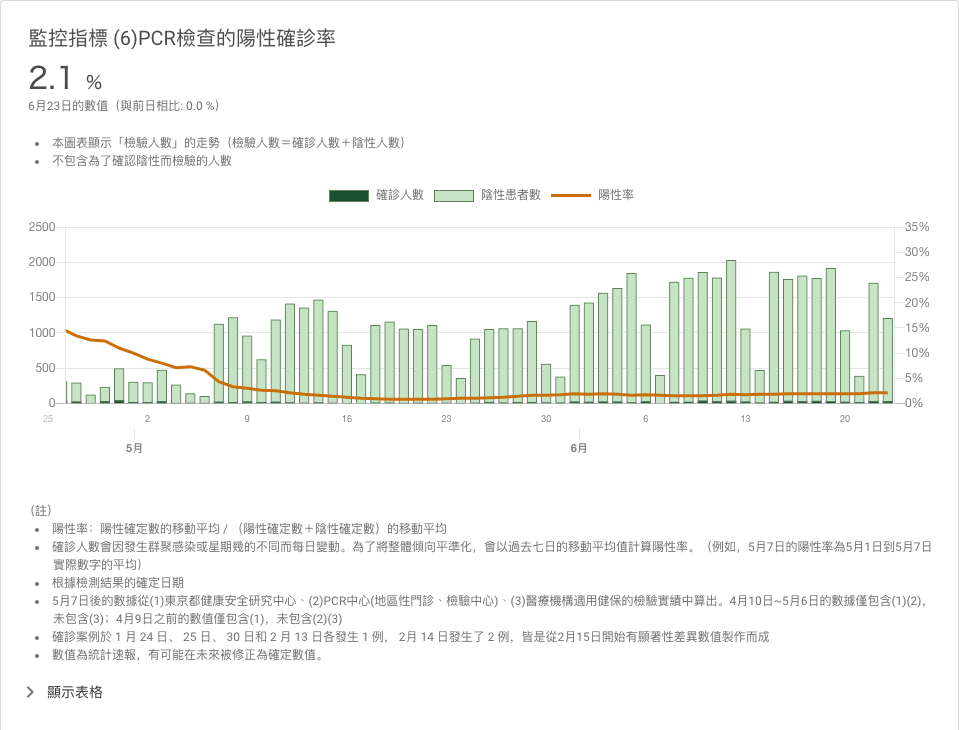 監控指標 (6)PCR檢查的陽性確診率
2.1 %
6月23日的數值（與前日相比: 0.0 %）
本圖表顯示「檢驗人數」的走勢（檢驗人數＝確診人數＋陰性人數）
不包含為了確認陰性而檢驗的人數
確診人數 陰性患者數 陽性率
2500 35%
30%
2000
25%
1500 20%
1000 15%
10%
500
5%
0 0%
25 2 9 16 23 30 6 13 20
5月 6月
（註）
陽性率：陽性確定數的移動平均 / （陽性確定數＋陰性確定數）的移動平均
確診人數會因發生群聚感染或星期幾的不同而每日變動。為了將整體傾向平準化，會以過去七日的移動平均值計算陽性率。（例如，5月7日的陽性率為5月1日到5月7日
實際數字的平均）
根據檢測結果的確定日期
5月7日後的數據從(1)東京都健康安全研究中心、(2)PCR中心(地區性門診、檢驗中心)、(3)醫療機構適用健保的檢驗實績中算出。4月10日~5月6日的數據僅包含(1)(2)，
未包含(3)；4月9日之前的數值僅包含(1)，未包含(2)(3)
確診案例於 1 月 24 日、 25 日、 30 日和 2 月 13 日各發生 1 例， 2月 14 日發生了 2 例，皆是從2月15日開始有顯著性差異數值製作而成
數值為統計速報，有可能在未來被修正為確定數值。
顯示表格